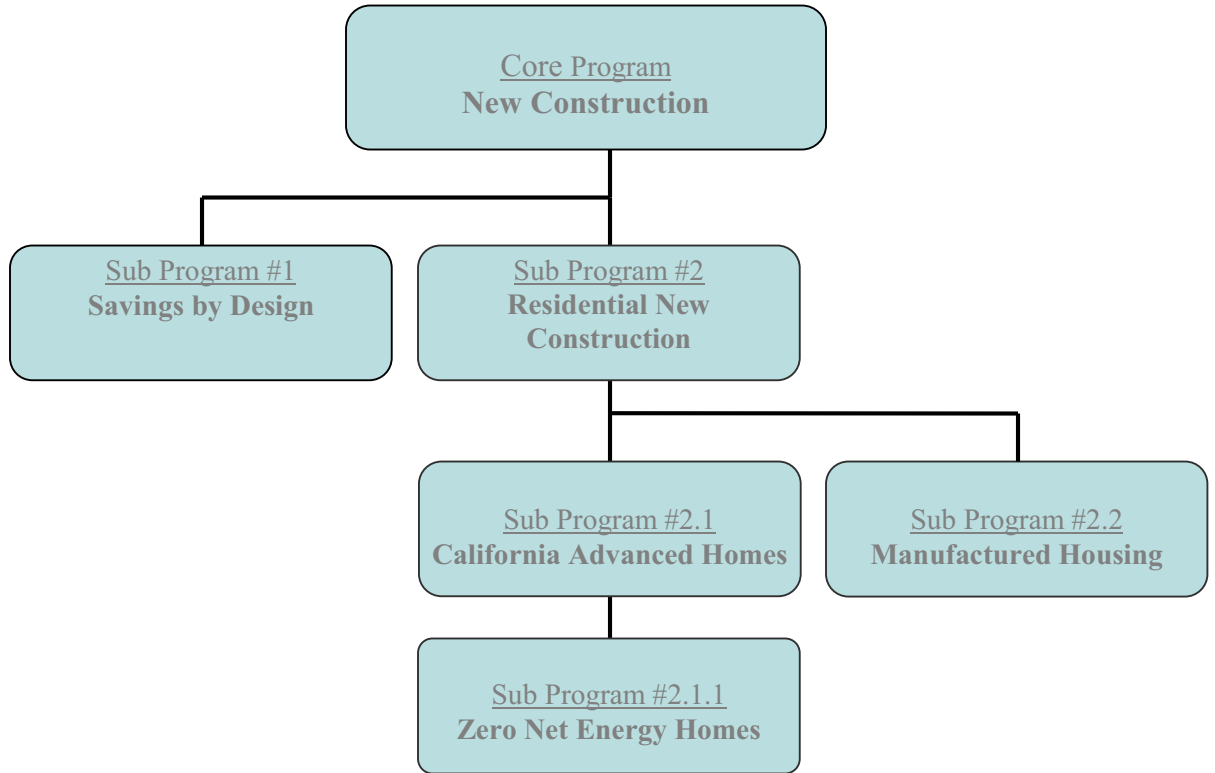 Core Program
New Construction
Sub Program #1
Savings by Design
Sub Program #2
Residential New
Construction
Sub Program #2.1
California Advanced Homes
Sub Program #2.2
Manufactured Housing
Sub Program #2.1.1
Zero Net Energy Homes